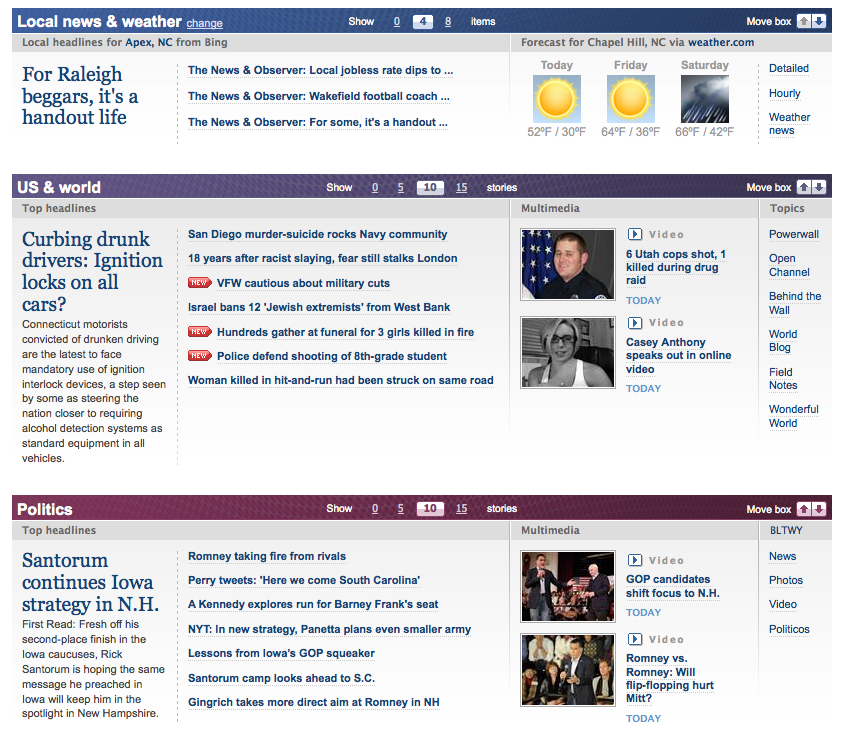 Local news & weather change Show 0 4 8 items Move box
Local headlines for Apex, NC from Bing
Forecast for Chapel Hill, NC via weather.com
For Raleigh
beggars, it's a
handout life
The News & Observer: Local jobless rate dips to ...
The News & Observer: Wakefield football coach ...
The News & Observer: For some, it's a handout ...
Today Friday Saturday
52ºF / 30ºF 64ºF / 36ºF 66ºF / 42ºF
Detailed
Hourly
Weather
news
US & world Show 0 5 10 15 stories Move box
Top headlines
Multimedia
Topics
Curbing drunk
drivers: Ignition
locks on all
cars?
Connecticut motorists
convicted of drunken driving
are the latest to face
mandatory use of ignition
interlock devices, a step seen
by some as steering the
nation closer to requiring
alcohol detection systems as
standard equipment in all
vehicles.
San Diego murder-suicide rocks Navy community
18 years after racist slaying, fear still stalks London
NEW VFW cautious about military cuts
Israel bans 12 'Jewish extremists' from West Bank
NEW Hundreds gather at funeral for 3 girls killed in fire
NEW Police defend shooting of 8th-grade student
Woman killed in hit-and-run had been struck on same road
Video
6 Utah cops shot, 1
killed during drug
raid
TODAY
Video
Casey Anthony
speaks out in online
video
TODAY
Powerwall
Open
Channel
Behind the
Wall
World
Blog
Field
Notes
Wonderful
World
Politics Show 0 5 10 15 stories Move box
Top headlines
Multimedia
BLTWY
Santorum
continues Iowa
strategy in N.H.
First Read: Fresh off his
second-place finish in the
Iowa caucuses, Rick
Santorum is hoping the same
message he preached in
Iowa will keep him in the
spotlight in New Hampshire.
Romney taking fire from rivals
Perry tweets: 'Here we come South Carolina'
A Kennedy explores run for Barney Frank's seat
NYT: In new strategy, Panetta plans even smaller army
Lessons from Iowa's GOP squeaker
Santorum camp looks ahead to S.C.
Gingrich takes more direct aim at Romney in NH
Video
GOP candidates
shift focus to N.H.
TODAY
Video
Romney vs.
Romney: Will
flip-flopping hurt
Mitt?
TODAY
News
Photos
Video
Politicos